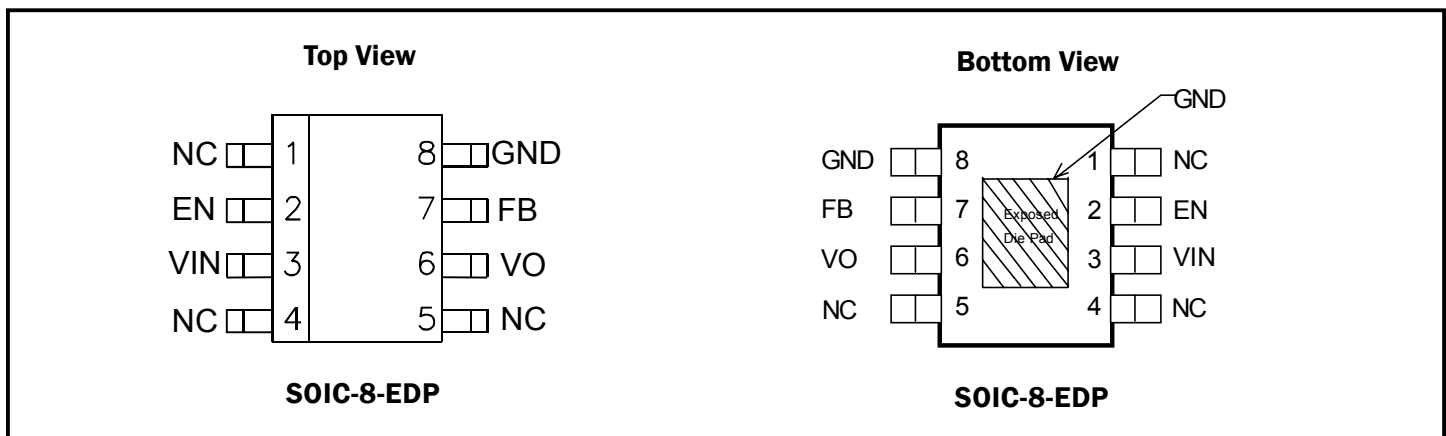 Top View
NC 1 8 GND
EN 2 7 FB
VIN 3 6 VO
NC 4 5 NC
SOIC-8-EDP
Bottom View
GND
GND 8 1 NC
FB 7 2 EN
Exposed
Die Pad
VO 6 3 VIN
NC 5 4 NC
SOIC-8-EDP